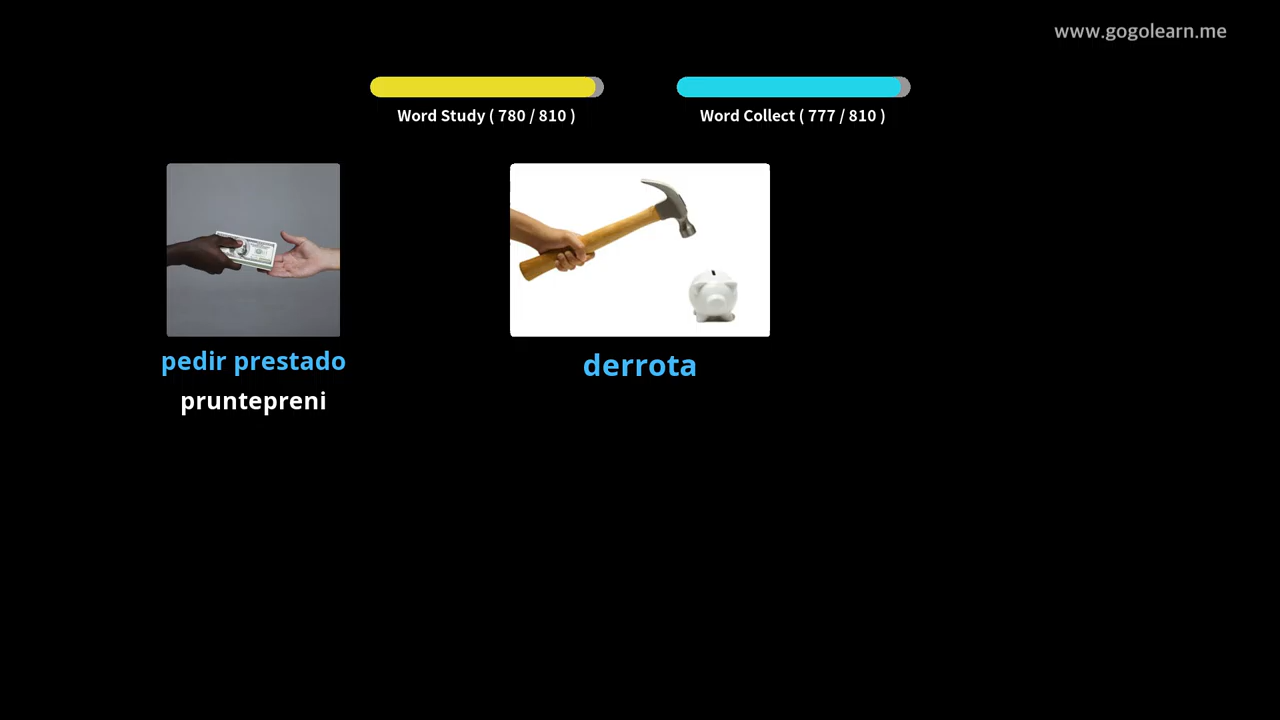 www.gogolearn.me
Word Study ( 780 / 810 )
Word Collect ( 777 / 810 )
pedir prestado
pruntepreni
derrota